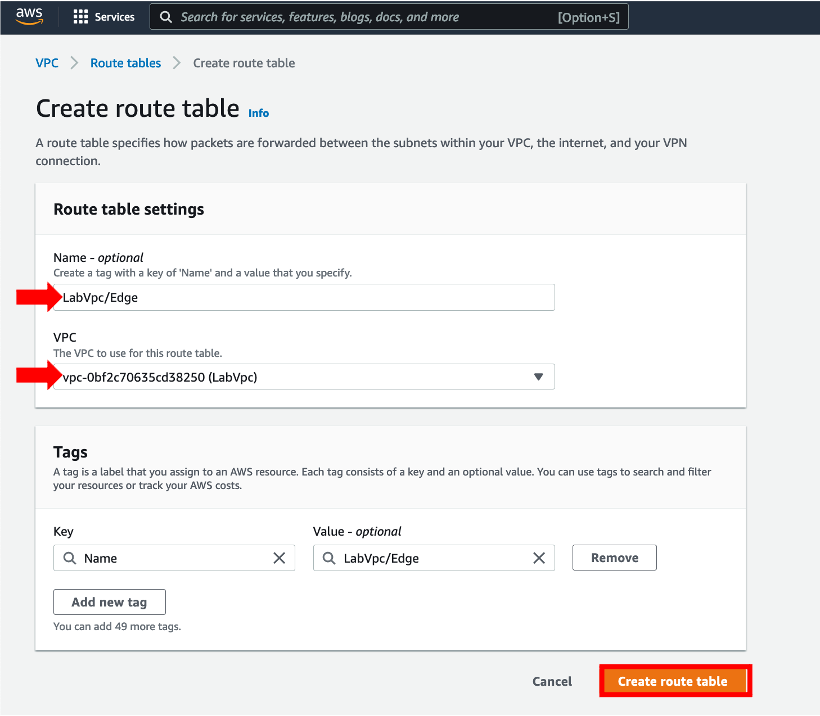 aws Services Search for services, features, blogs, docs, and more [Option+S]
VPC > Route tables > Create route table
Create route table Info
A route table specifies how packets are forwarded between the subnets within your VPC, the internet, and your VPN
connection.
Route table settings
Name - optional
Create a tag with a key of 'Name' and a value that you specify.
LabVpc/Edge
VPC
The VPC to use for this route table.
vpc-0bf2c70635cd38250 (LabVpc)
Tags
A tag is a label that you assign to an AWS resource. Each tag consists of a key and an optional value. You can use tags to search and filter
your resources or track your AWS costs.
Key Value - optional
Name LabVpc/Edge Remove
Add new tag
You can add 49 more tags.
Cancel Create route table